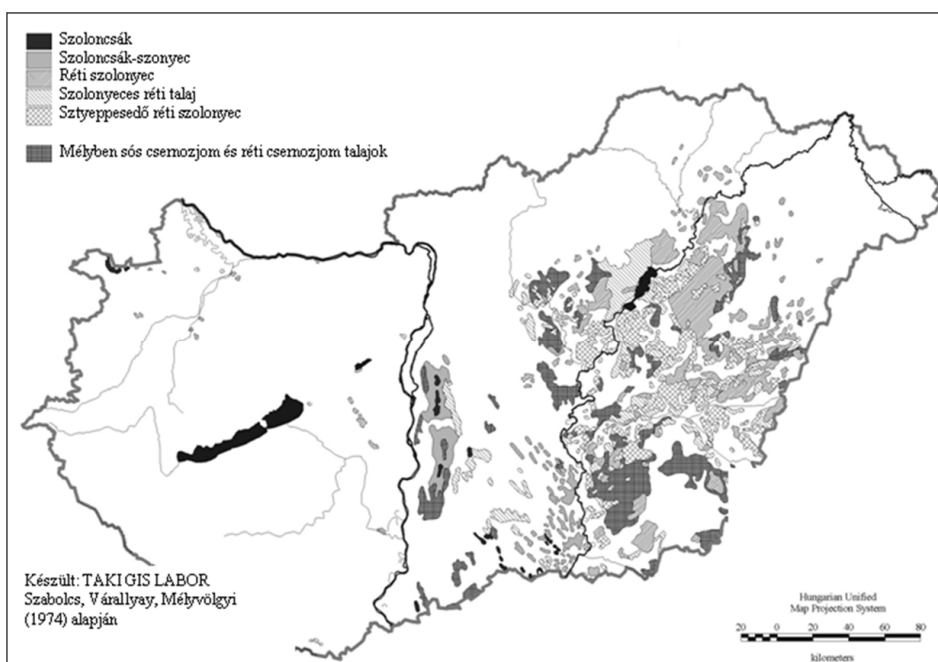 Szoloncsák
Szoloncsák-szonyec
Réti szolonyec
Szolonyeces réti talaj
Sztyeppesedő réti szolonyec
Mélyben sós csernozjom és réti csernozjom talajok
Készült: TAKI GIS LABOR
Szabolcs, Várallyay, Mélyvölgyi
(1974) alapján
Hungarian Unified
Map Projection System
20 0 20 40 60 80
kilometers